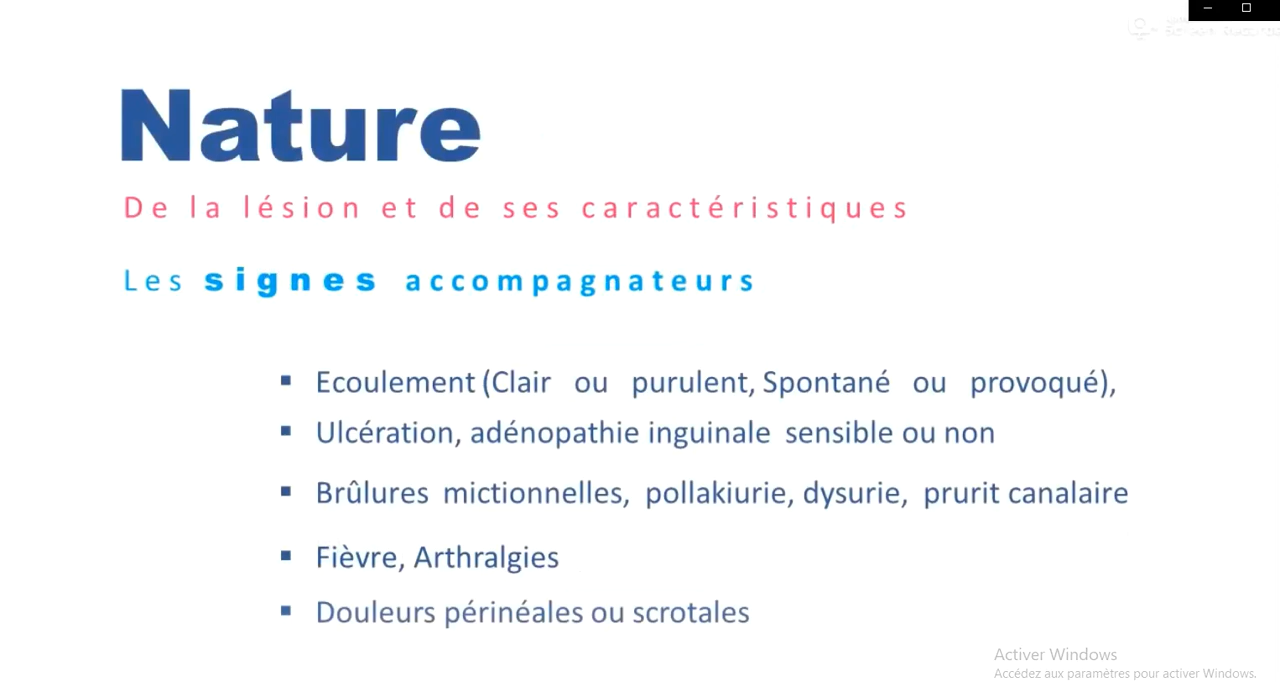 Nature
De la lésion et de ses caractéristiques
Les signes accompagnateurs
▪ Ecoulement (Clair ou purulent, Spontané ou provoqué),
▪ Ulcération, adénopathie inguinale sensible ou non
▪ Brûlures mictionnelles, pollakiurie, dysurie, prurit canalaire
▪ Fièvre, Arthralgies
▪ Douleurs périnéales ou scrotales
Activer Windows
Accédez aux paramètres pour activer Windows.